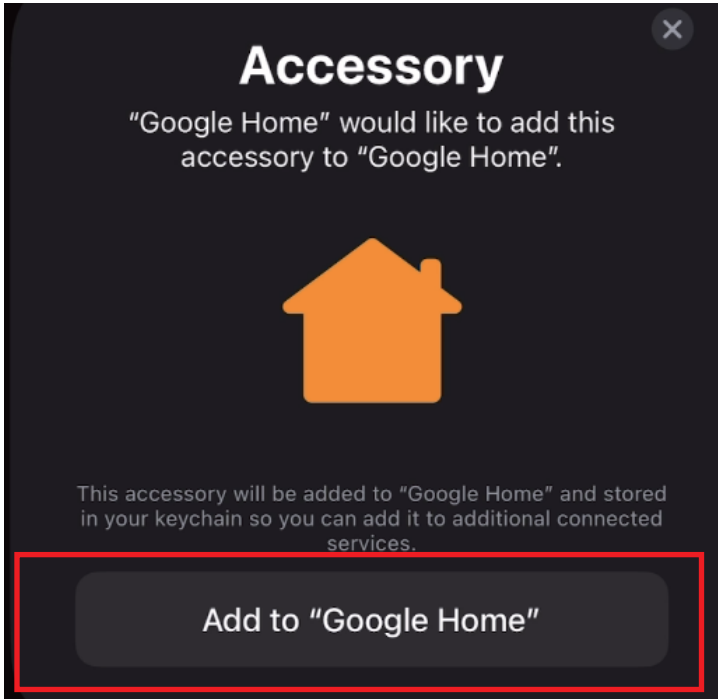 Accessory
“Google Home” would like to add this
accessory to “Google Home”.
This accessory will be added to “Google Home” and stored
in your keychain so you can add it to additional connected
services.
Add to “Google Home”